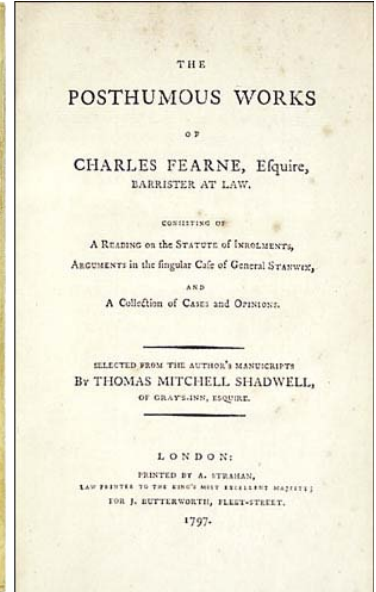 THE
POSTHUMOUS WORKS
OF
CHARLES FEARNE, Eſquire,
BARRISTER AT LAW.
CONSISTING OF
A READING on the STATUTE of INROLMENTS,
ARGUMENTS in the ſingular Caſe of General STANWIX,
AND
A Collection of CASES and OPINIONS.
SELECTED FROM THE AUTHOR'S MANUSCRIPTS
BY THOMAS MITCHELL SHADWELL,
OF GRAY'S-INN, ESQUIRE.
LONDON:
PRINTED BY A. STRAHAN,
LAW PRINTER TO THE KING'S MOST EXCELLENT MAJESTY;
FOR J. BUTTERWORTH, FLEET-STREET.
1797.